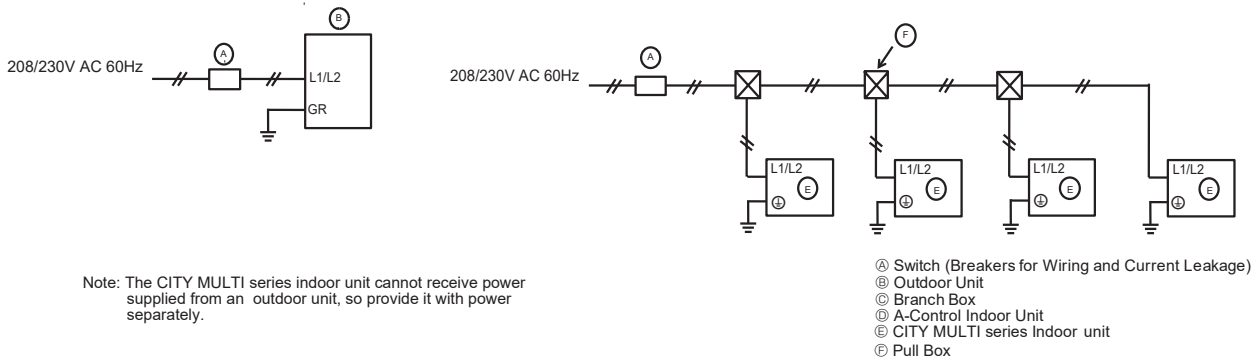 Ⓑ
208/230V AC 60Hz
Ⓐ
L1/L2
GR
208/230V AC 60Hz
Ⓐ
Ⓕ
L1/L2
Ⓔ
L1/L2
Ⓔ
L1/L2
Ⓔ
L1/L2
Ⓔ
Note: The CITY MULTI series indoor unit cannot receive power
supplied from an outdoor unit, so provide it with power
separately.
Ⓐ Switch (Breakers for Wiring and Current Leakage)
Ⓑ Outdoor Unit
Ⓒ Branch Box
Ⓓ A-Control Indoor Unit
Ⓔ CITY MULTI series Indoor unit
Ⓕ Pull Box